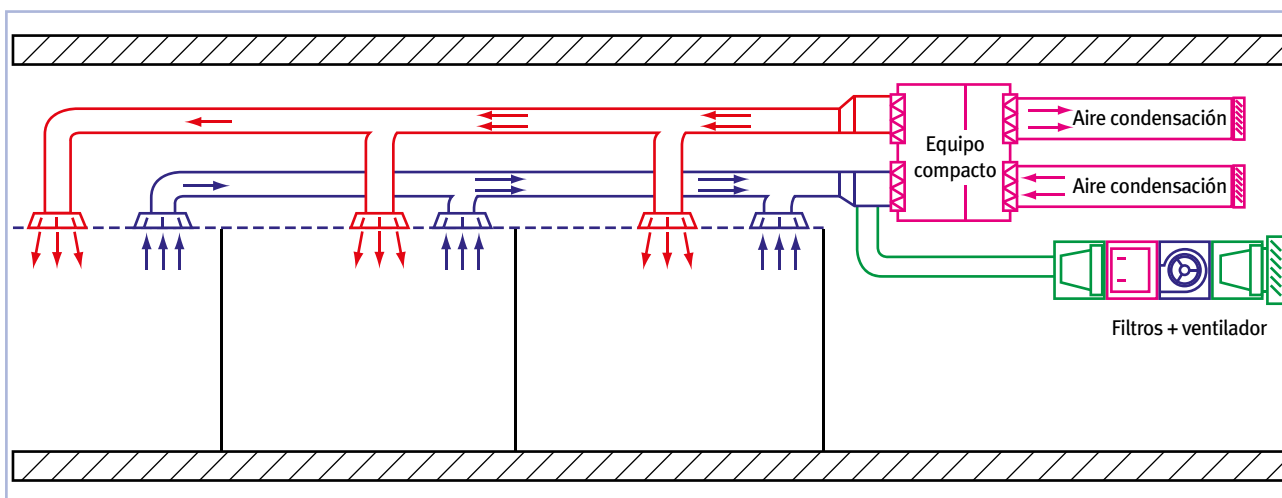 Equipo
compacto
Aire condensación
Aire condensación
Filtros + ventilador